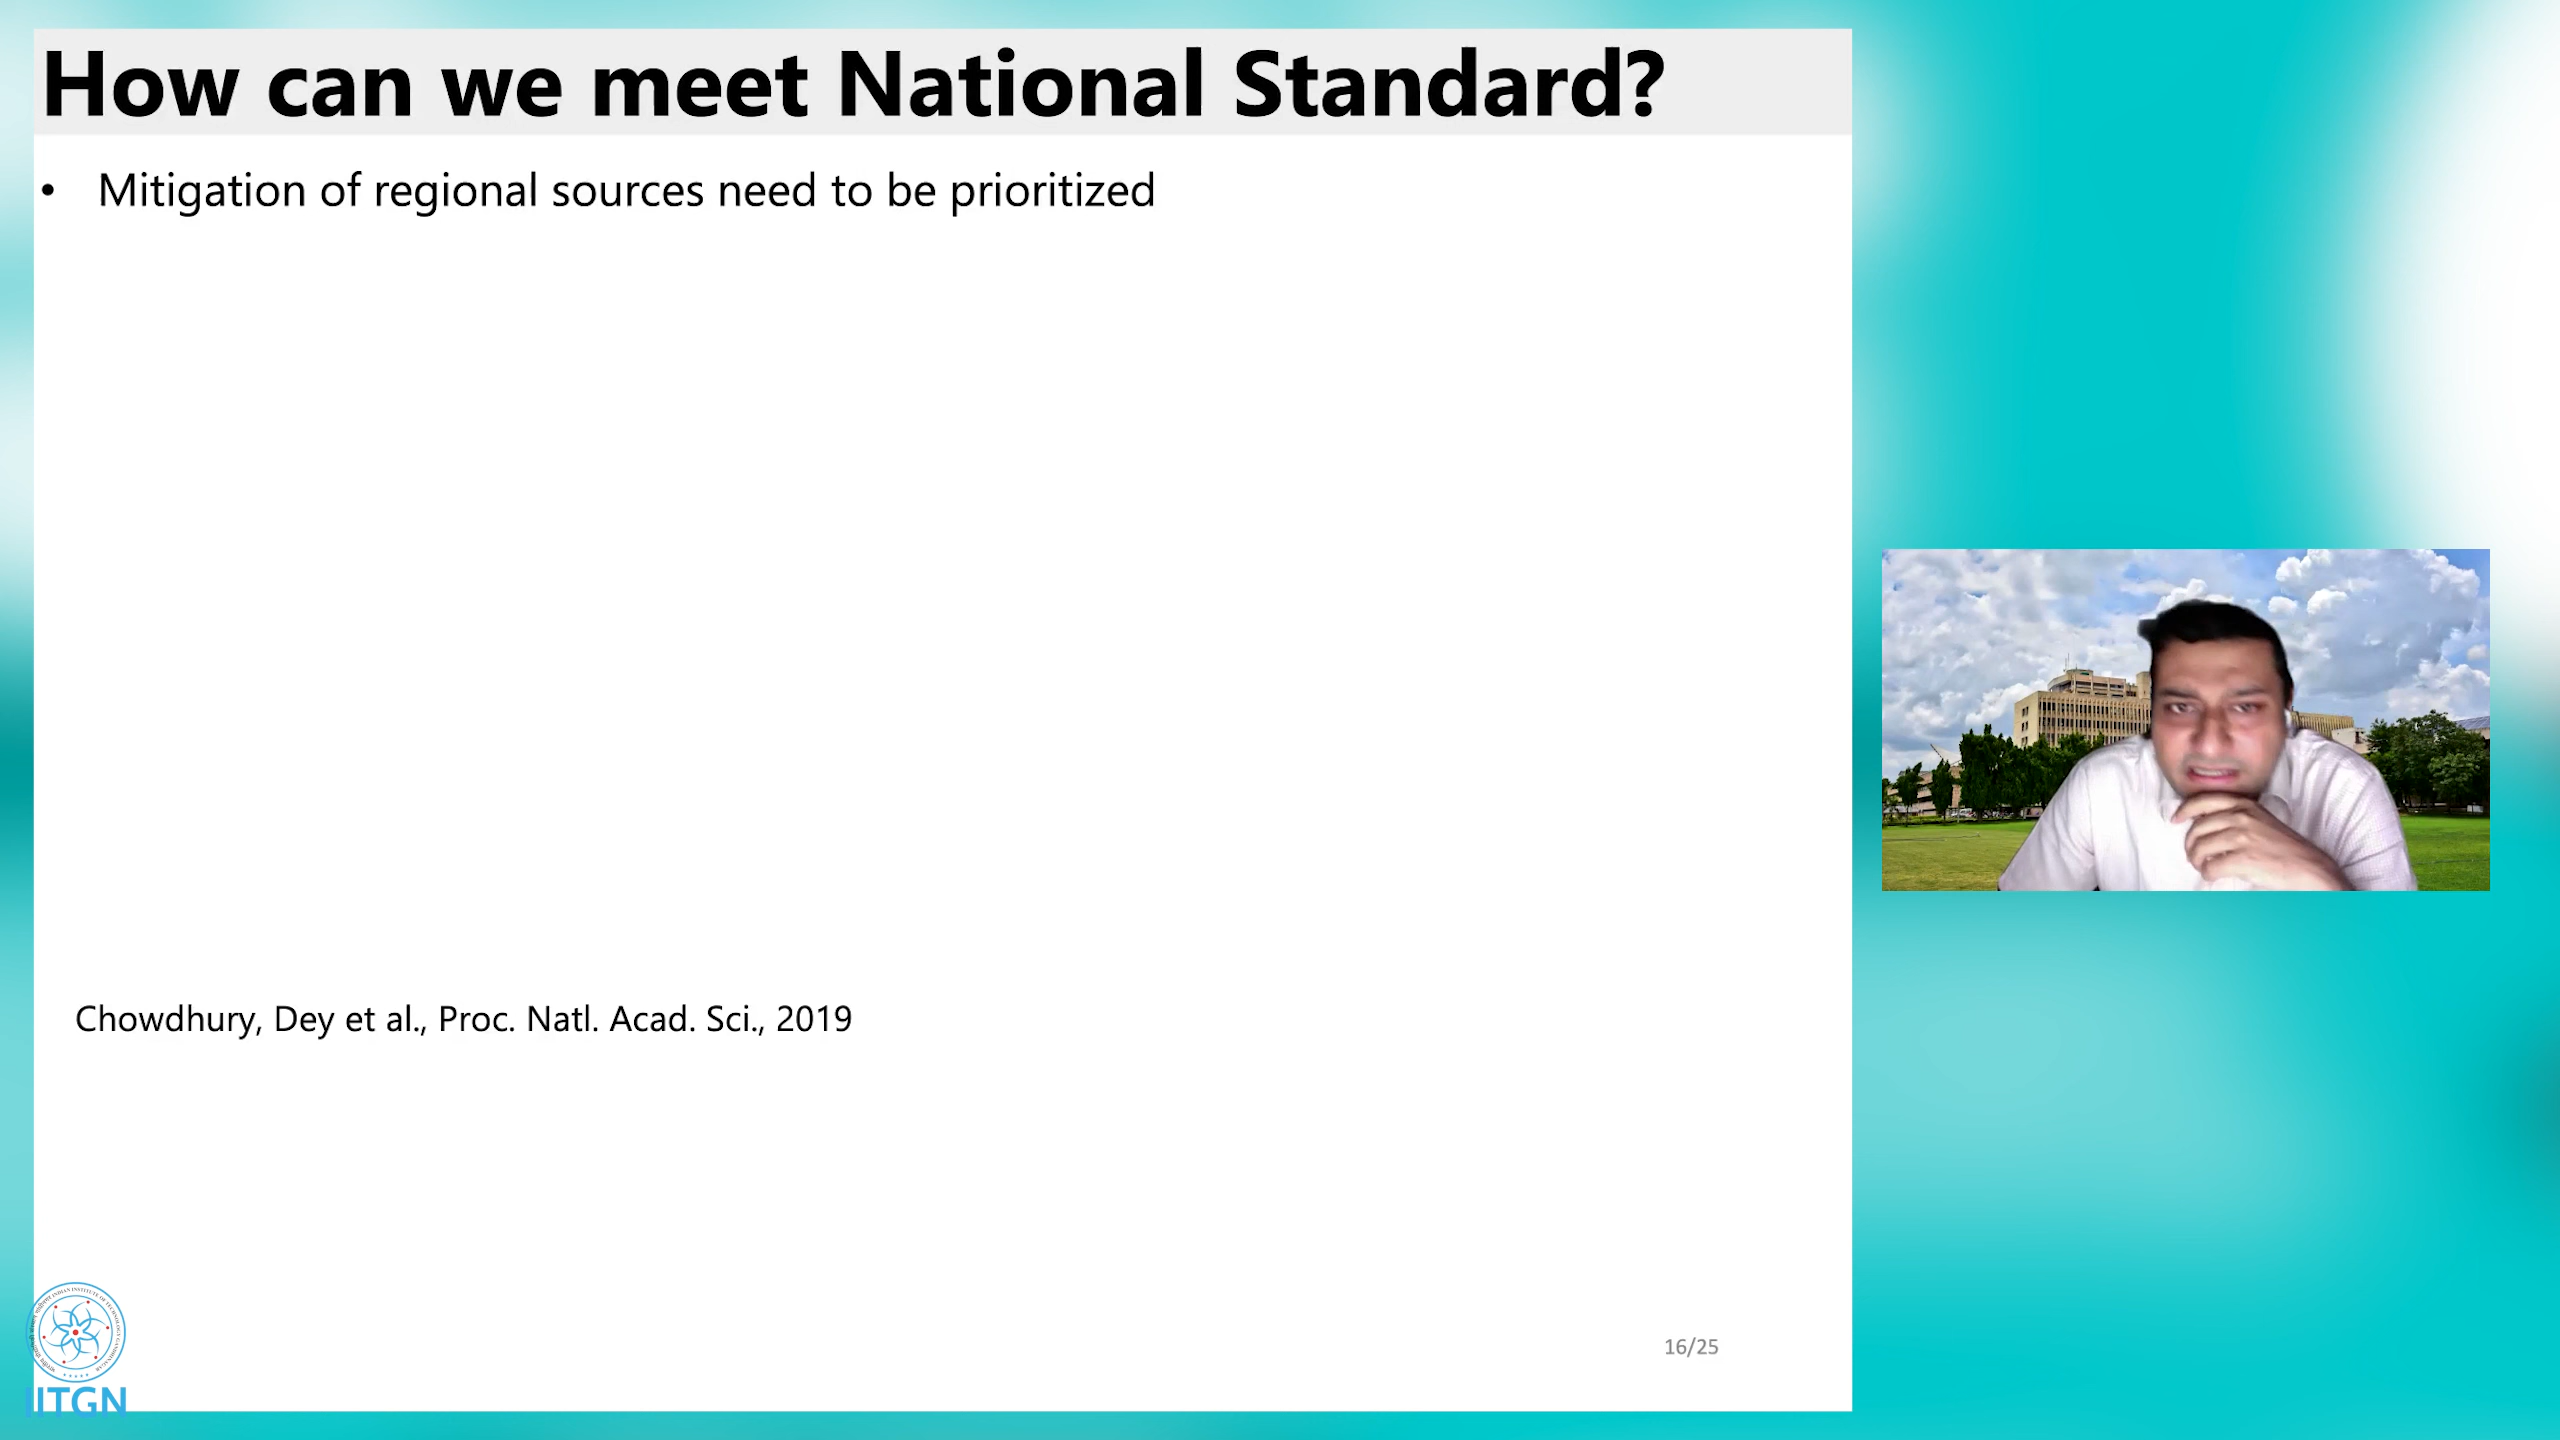 How can we meet National Standard?
• Mitigation of regional sources need to be prioritized
Chowdhury, Dey et al., Proc. Natl. Acad. Sci., 2019
16/25
IITGN